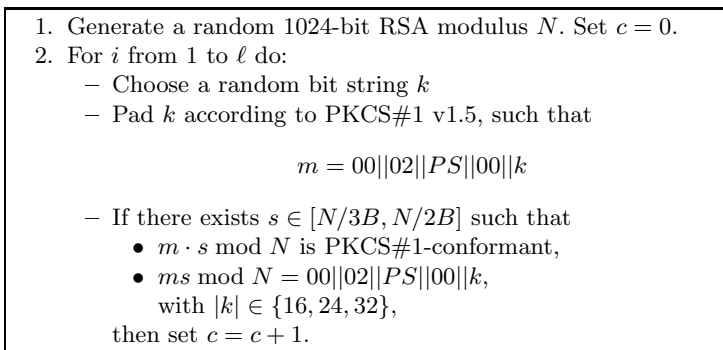 1. Generate a random 1024-bit RSA modulus N. Set c = 0.
2. For i from 1 to ℓ do:
– Choose a random bit string k
– Pad k according to PKCS#1 v1.5, such that
m = 00||02||PS||00||k
– If there exists s ∈ [N/3B, N/2B] such that
• m · s mod N is PKCS#1-conformant,
• ms mod N = 00||02||PS||00||k,
with |k| ∈ {16, 24, 32},
then set c = c + 1.